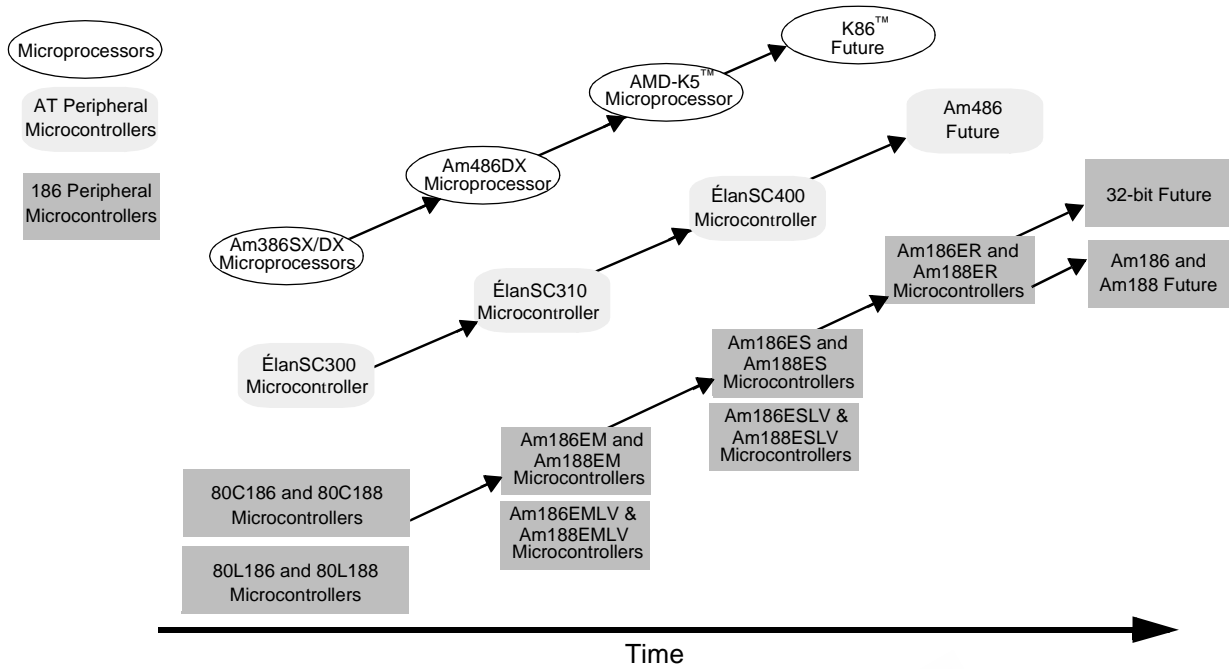 Microprocessors
AT Peripheral
Microcontrollers
186 Peripheral
Microcontrollers
K86™
Future
AMD-K5™
Microprocessor
Am486DX
Microprocessor
Am386SX/DX
Microprocessors
Am486
Future
ÉlanSC400
Microcontroller
ÉlanSC310
Microcontroller
ÉlanSC300
Microcontroller
32-bit Future
Am186 and
Am188 Future
Am186ER and
Am188ER
Microcontrollers
Am186ES and
Am188ES
Microcontrollers
Am186ESLV &
Am188ESLV
Microcontrollers
Am186EM and
Am188EM
Microcontrollers
Am186EMLV &
Am188EMLV
Microcontrollers
80C186 and 80C188
Microcontrollers
80L186 and 80L188
Microcontrollers
Time